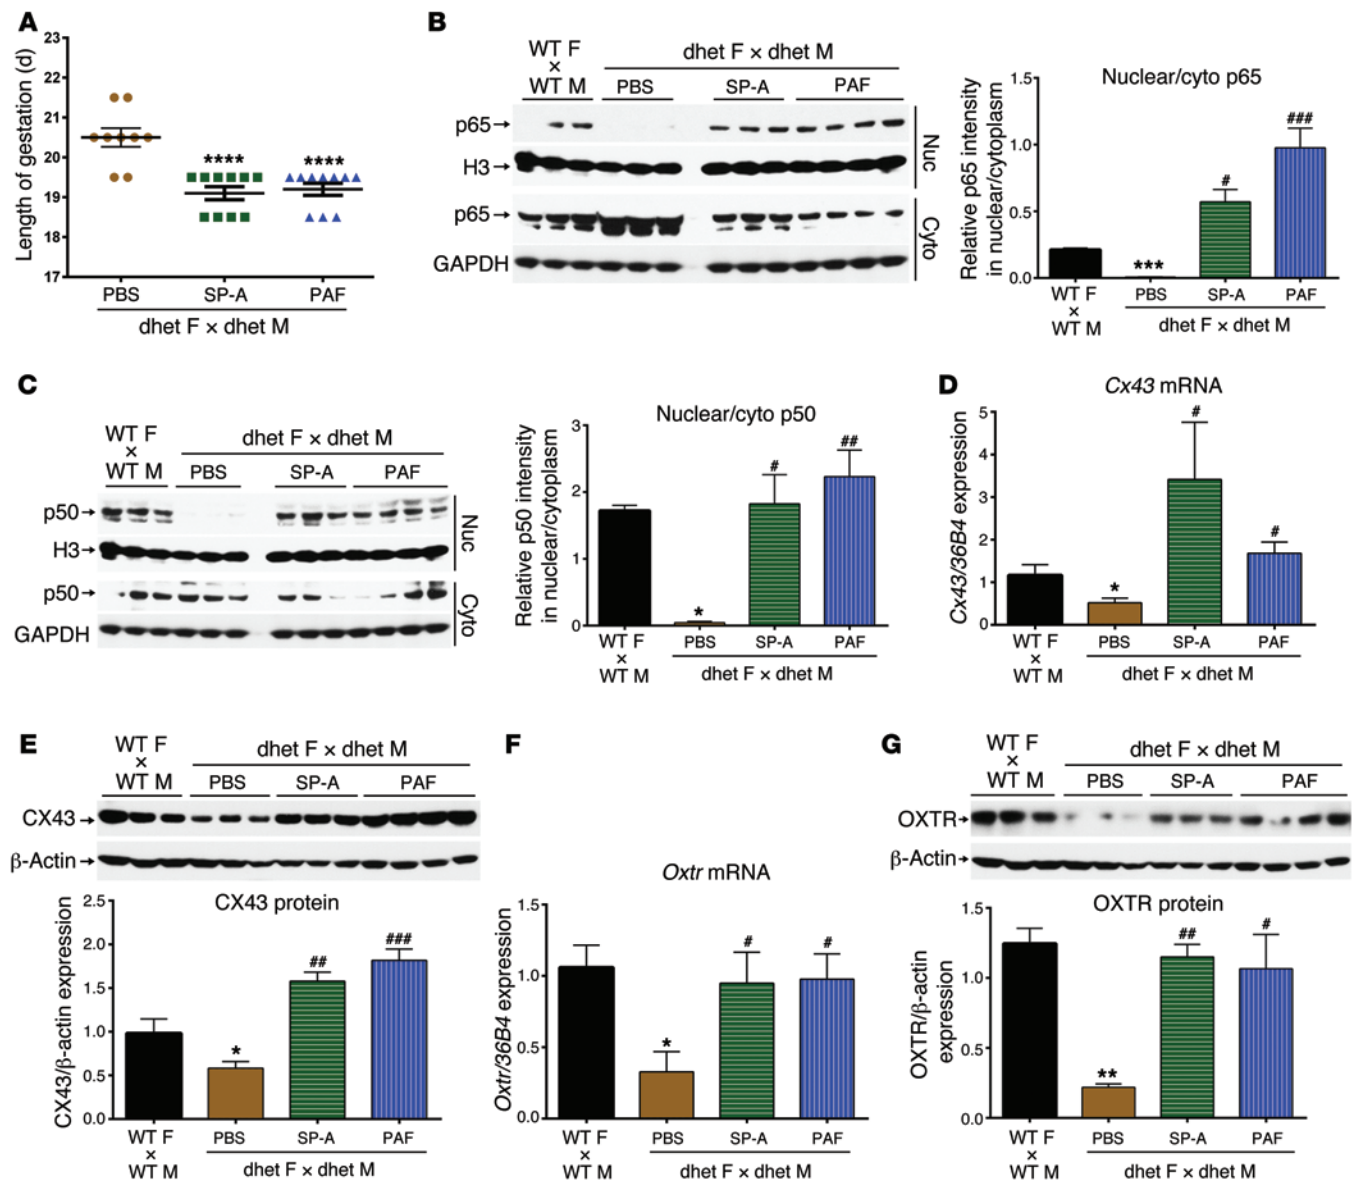 A
Length of gestation (d)
23
22
21
20
19
18
17
****
****
PBS
SP-A
PAF
dhet F × dhet M
B
WT F
×
WT M
dhet F × dhet M
PBS
SP-A
PAF
p65
H3
Nuc
p65
GAPDH
Cyto
Nuclear/cyto p65
Relative p65 intensity
in nuclear/cytoplasm
1.5
1.0
0.5
0.0
***
#
###
WT F
×
WT M
PBS
SP-A
PAF
dhet F × dhet M
C
WT F
×
WT M
dhet F × dhet M
PBS
SP-A
PAF
p50
H3
Nuc
p50
GAPDH
Cyto
Nuclear/cyto p50
Relative p50 intensity
in nuclear/cytoplasm
3
2
1
0
*
#
##
WT F
×
WT M
PBS
SP-A
PAF
dhet F × dhet M
D
Cx43 mRNA
Cx43/36B4 expression
5
4
3
2
1
0
*
#
#
WT F
×
WT M
PBS
SP-A
PAF
dhet F × dhet M
E
WT F
×
WT M
dhet F × dhet M
PBS
SP-A
PAF
CX43
β-Actin
CX43 protein
CX43/β-actin expression
2.5
2.0
1.5
1.0
0.5
0.0
*
##
###
WT F
×
WT M
PBS
SP-A
PAF
dhet F × dhet M
F
Oxtr mRNA
Oxtr/36B4 expression
1.5
1.0
0.5
0.0
*
#
#
WT F
×
WT M
PBS
SP-A
PAF
dhet F × dhet M
G
WT F
×
WT M
dhet F × dhet M
PBS
SP-A
PAF
OXTR
β-Actin
OXTR protein
OXTR/β-actin
expression
1.5
1.0
0.5
0.0
**
##
#
WT F
×
WT M
PBS
SP-A
PAF
dhet F × dhet M